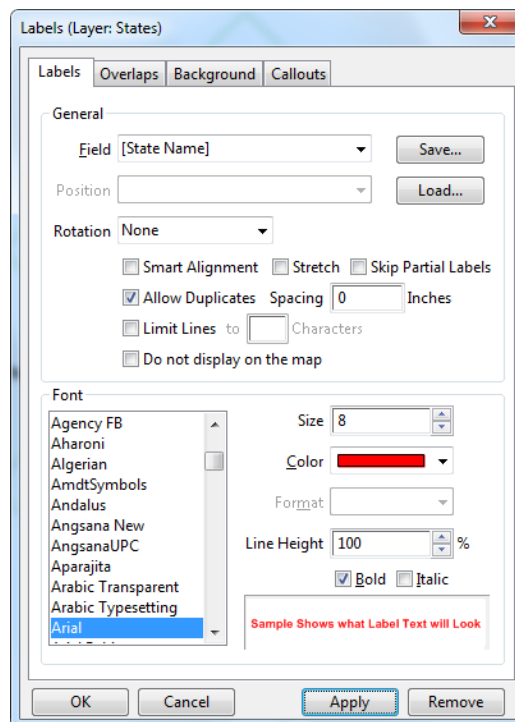 Labels (Layer: States)
x
Labels Overlaps Background Callouts
General
Field [State Name] Save...
Position Load...
Rotation None
Smart Alignment Stretch Skip Partial Labels
Allow Duplicates Spacing 0 Inches
Limit Lines to Characters
Do not display on the map
Font
Agency FB
Aharoni
Algerian
AmdtSymbols
Andalus
Angsana New
AngsanaUPC
Aparajita
Arabic Transparent
Arabic Typesetting
Arial
Size 8
Color
Format
Line Height 100 %
Bold Italic
Sample Shows what Label Text will Look
OK Cancel Apply Remove